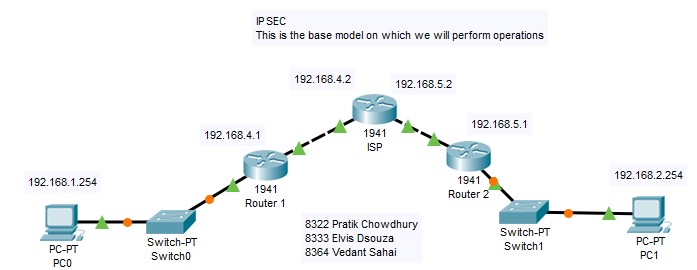 IP SEC
This is the base model on which we will perform operations
192.168.4.2
192.168.5.2
1941
ISP
192.168.4.1
1941
Router 1
192.168.5.1
1941
Router 2
192.168.1.254
PC-PT
PC0
Switch-PT
Switch0
8322 Pratik Chowdhury
8333 Elvis Dsouza
8364 Vedant Sahai
Switch-PT
Switch1
192.168.2.254
PC-PT
PC1